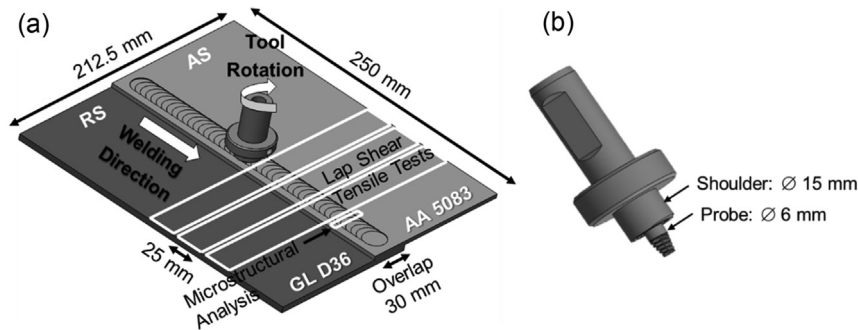 (a)
212.5 mm
AS
Tool
Rotation
250 mm
RS
Welding
Direction
Lap Shear
Tensile Tests
AA 5083
25 mm
Microstructural
Analysis
GL D36
Overlap
30 mm
(b)
Shoulder: ∅ 15 mm
Probe: ∅ 6 mm